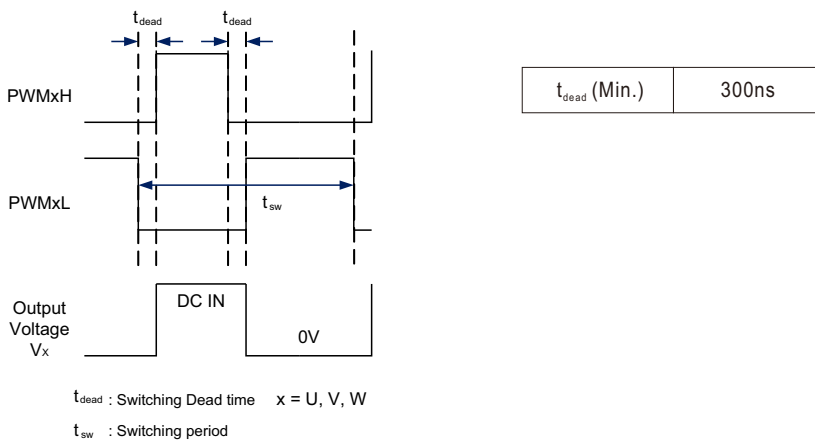 tdead tdead
PWMxH
PWMxL
tsw
Output
Voltage
Vx
DC IN
0V
tdead : Switching Dead time x = U, V, W
tsw : Switching period
tdead (Min.) 300ns